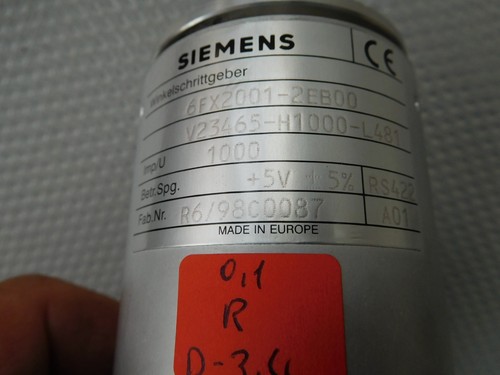 SIEMENS CE
Winkelschrittgeber
6FX2001-2EB00
V23465-H1000-L481
Imp/U 1000
Betr.Spg. +5V ± 5% RS422
Fab.Nr. R6/98C0087 A01
MADE IN EUROPE
0,1
R